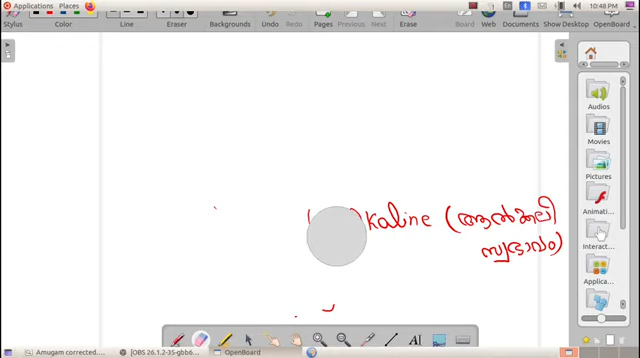 Applications Places
10:48 PM
Stylus
Color
Line
Eraser
Backgrounds
Undo
Redo
Pages
Previous
Next
Erase
Board
Web
Documents
Show Desktop
OpenBoard
Audios
Movies
Pictures
Animati...
Interact...
Applica...
kaline (ആൽക്കലി
സ്വഭാവം)
Amugam corrected....
[OBS 26.1.2-35-gbb6...
OpenBoard